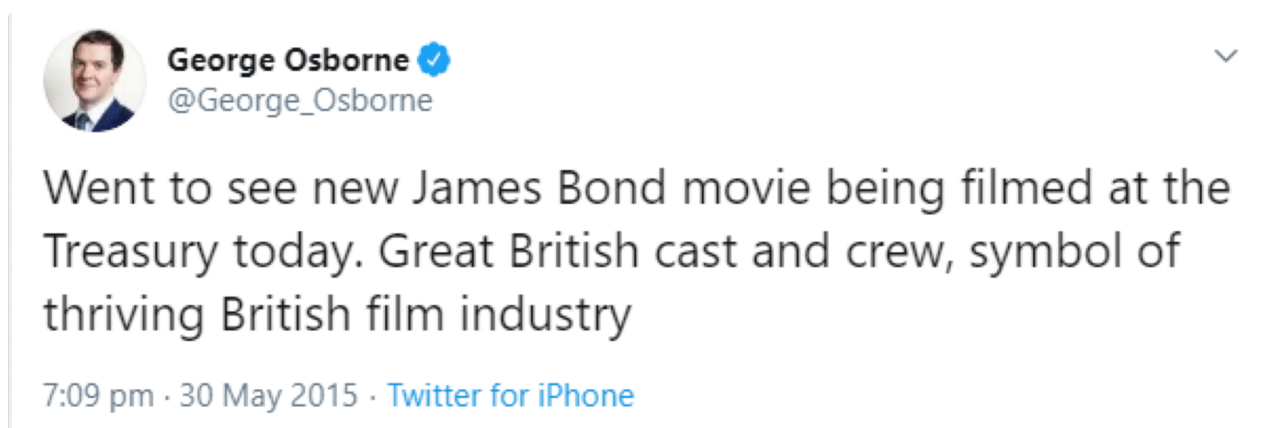 George Osborne
@George_Osborne
Went to see new James Bond movie being filmed at the
Treasury today. Great British cast and crew, symbol of
thriving British film industry
7:09 pm · 30 May 2015 · Twitter for iPhone